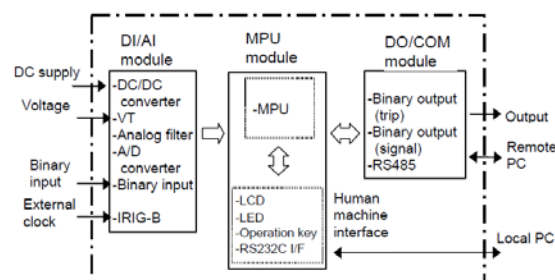 DI/AI
module
MPU
module
DO/COM
module
DC supply
Voltage
Binary
input
External
clock
-DC/DC
converter
-VT
-Analog filter
-A/D
converter
-Binary input
-IRIG-B
-MPU
-LCD
-LED
-Operation key
-RS232C I/F
-Binary output
(trip)
-Binary output
(signal)
-RS485
Human
machine
interface
Output
Remote
PC
Local PC